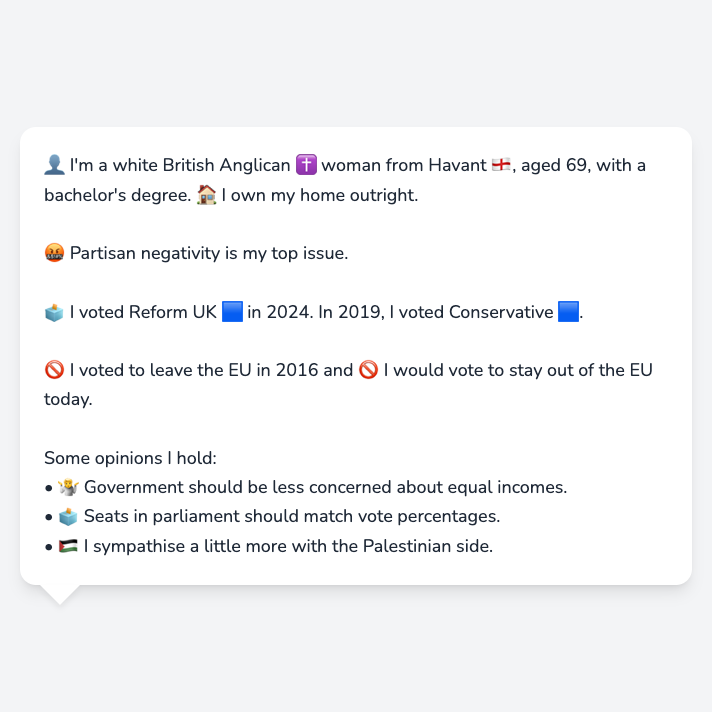 👤 I'm a white British Anglican ✝️ woman from Havant 🏴󠁧󠁢󠁥󠁮󠁧󠁿, aged 69, with a
bachelor's degree. 🏠 I own my home outright.
🤬 Partisan negativity is my top issue.
🗳️ I voted Reform UK 🟦 in 2024. In 2019, I voted Conservative 🟦.
🚫 I voted to leave the EU in 2016 and 🚫 I would vote to stay out of the EU
today.
Some opinions I hold:
• 🤷 Government should be less concerned about equal incomes.
• 🗳️ Seats in parliament should match vote percentages.
• 🇵🇸 I sympathise a little more with the Palestinian side.